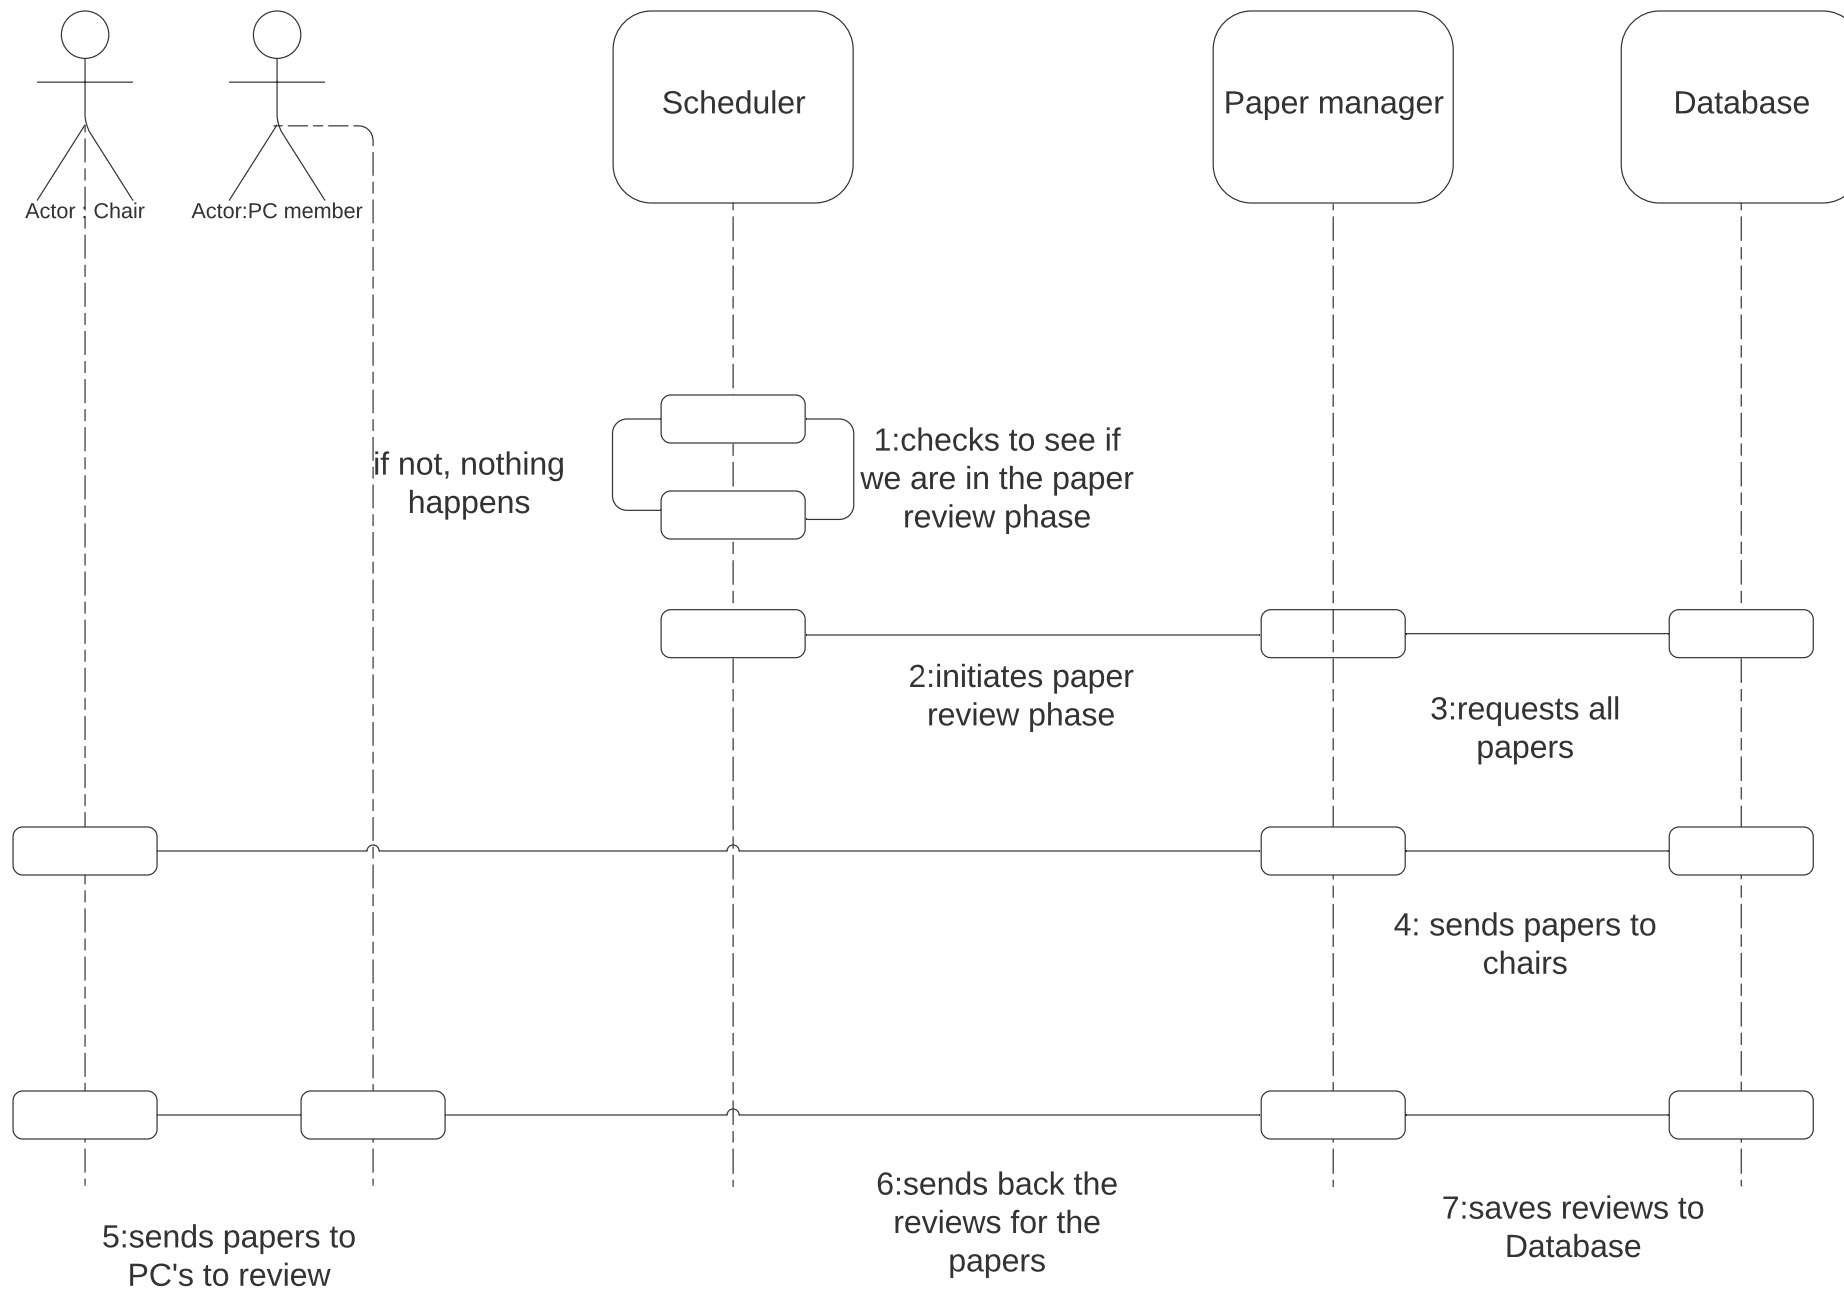 Scheduler
Paper manager
Database
Actor : Chair
Actor:PC member
if not, nothing
happens
1:checks to see if
we are in the paper
review phase
2:initiates paper
review phase
3:requests all
papers
4: sends papers to
chairs
5:sends papers to
PC's to review
6:sends back the
reviews for the
papers
7:saves reviews to
Database